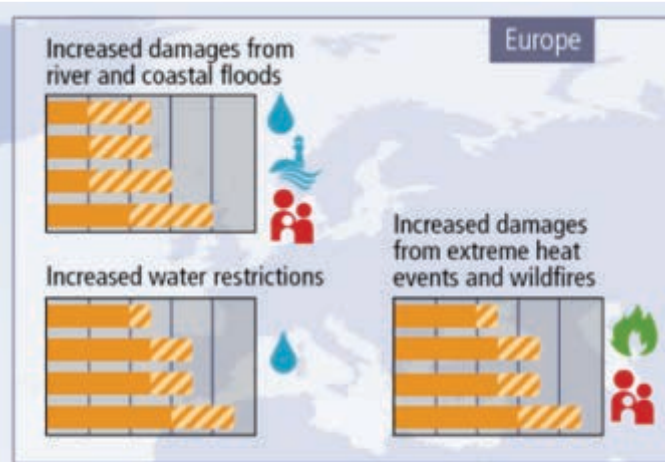 Increased damages from
river and coastal floods
Europe
Increased water restrictions
Increased damages
from extreme heat
events and wildfires